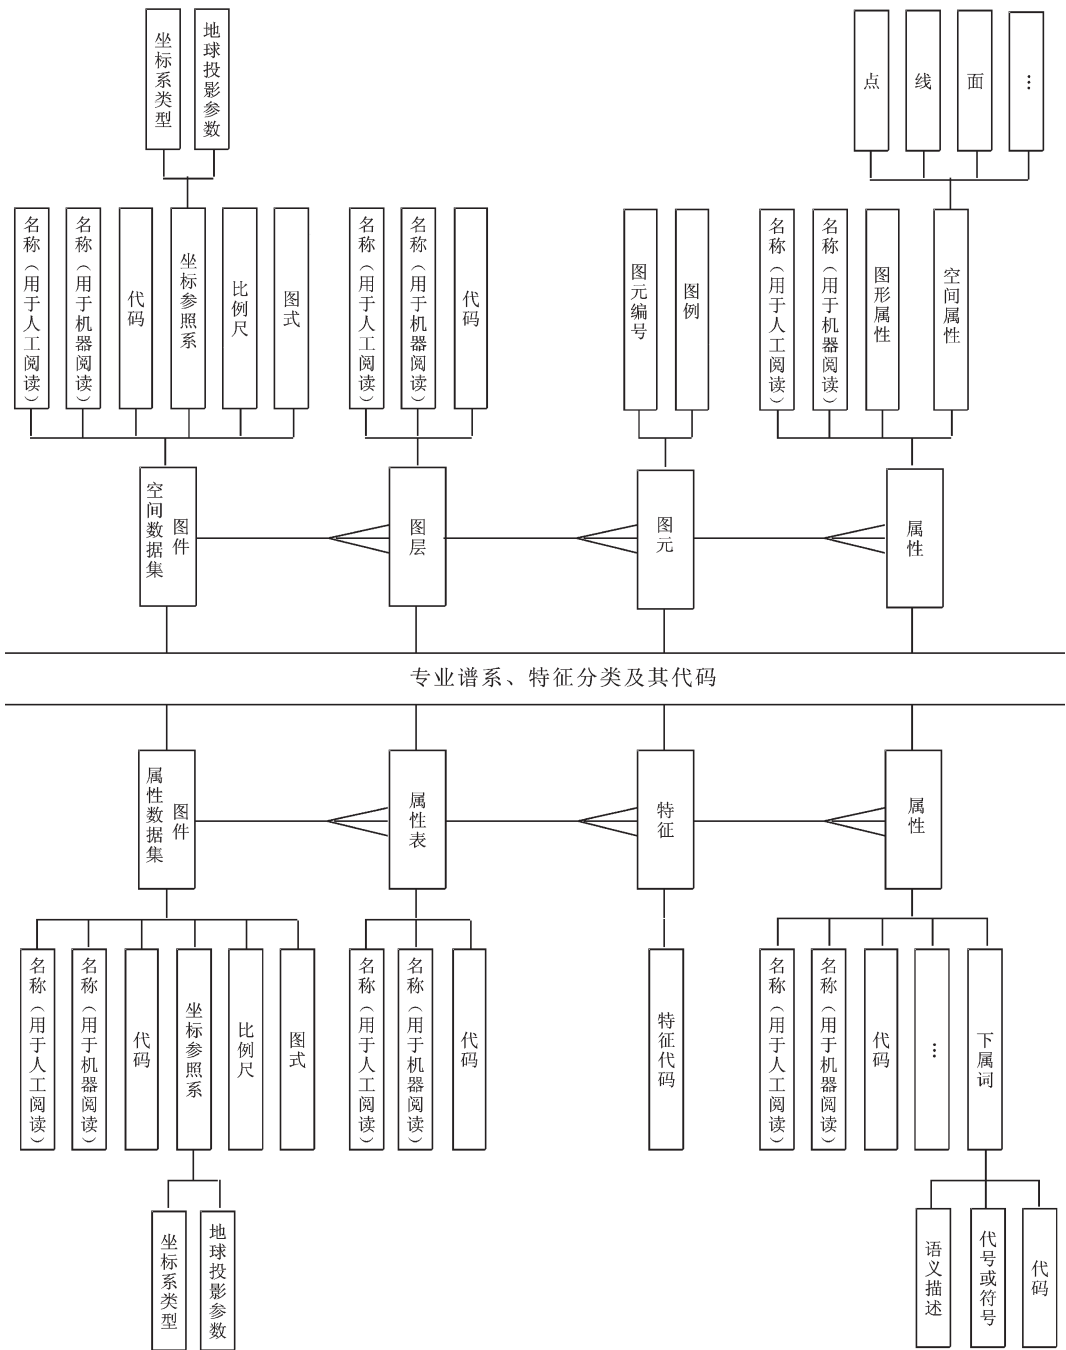 坐标系类型
地球投影参数
点
线
面
…
名称（用于人工阅读）
名称（用于机器阅读）
代码
坐标参照系
比例尺
图式
名称（用于人工阅读）
名称（用于机器阅读）
代码
图元编号
图例
名称（用于人工阅读）
名称（用于机器阅读）
图形属性
空间属性
空间数据集
图件
图层
图元
属性
专业谱系、特征分类及其代码
属性数据集
图件
属性表
特征
属性
名称（用于人工阅读）
名称（用于机器阅读）
代码
坐标参照系
比例尺
图式
名称（用于人工阅读）
名称（用于机器阅读）
代码
特征代码
名称（用于人工阅读）
名称（用于机器阅读）
代码
…
下属词
坐标系类型
地球投影参数
语义描述
代号或符号
代码